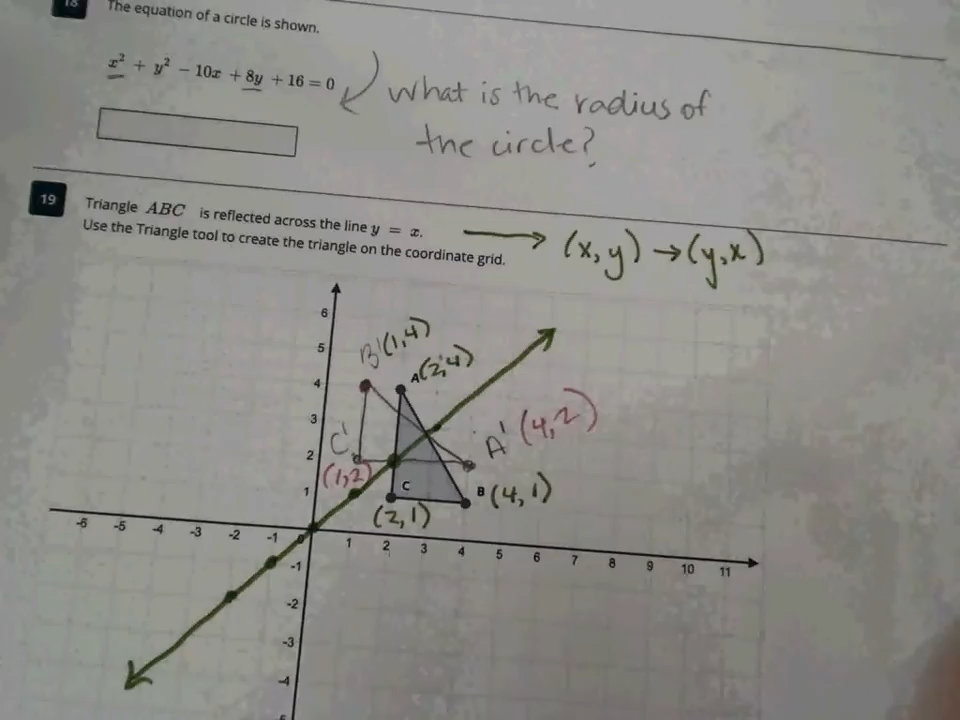 18 The equation of a circle is shown.
x² + y² − 10x + 8y + 16 = 0
What is the radius of
the circle?
19 Triangle ABC is reflected across the line y = x.
(x,y) → (y,x)
Use the Triangle tool to create the triangle on the coordinate grid.
6
B'(1,4)
5
A(2,4)
4
3
A'(4,2)
C'
2
(1,2)
C
B (4,1)
1
(2,1)
-6 -5 -4 -3 -2 -1 1 2 3 4 5 6 7 8 9 10 11
-1
-2
-3
-4